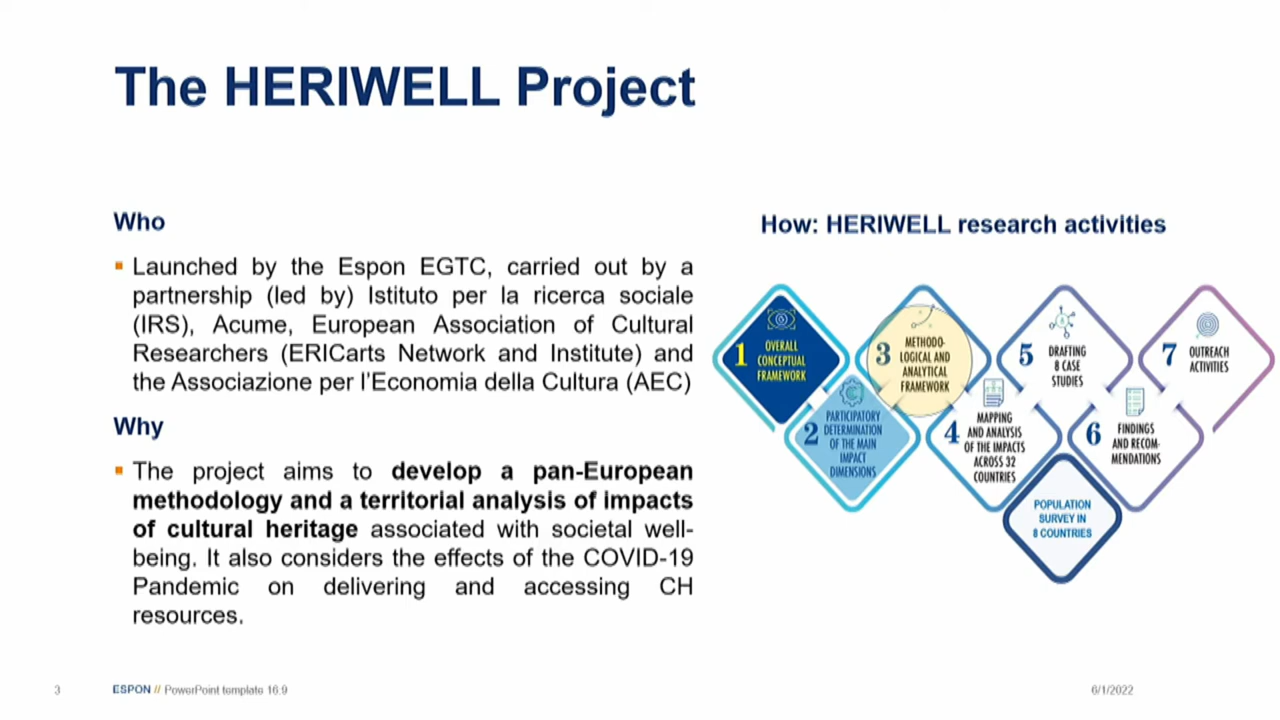 The HERIWELL Project
Who
Launched by the Espon EGTC, carried out by a
partnership (led by) Istituto per la ricerca sociale
(IRS), Acume, European Association of Cultural
Researchers (ERICarts Network and Institute) and
the Associazione per l'Economia della Cultura (AEC)
Why
The project aims to develop a pan-European
methodology and a territorial analysis of impacts
of cultural heritage associated with societal well-
being. It also considers the effects of the COVID-19
Pandemic on delivering and accessing CH
resources.
How: HERIWELL research activities
1 OVERALL
CONCEPTUAL
FRAMEWORK
2 PARTICIPATORY
DETERMINATION
OF THE MAIN
IMPACT
DIMENSIONS
3 METHODO-
LOGICAL AND
ANALYTICAL
FRAMEWORK
4 MAPPING
AND ANALYSIS
OF THE IMPACTS
ACROSS 32
COUNTRIES
5 DRAFTING
8 CASE
STUDIES
6 FINDINGS
AND RECOM-
MENDATIONS
7 OUTREACH
ACTIVITIES
POPULATION
SURVEY IN
8 COUNTRIES
3 ESPON // PowerPoint template 16:9 6/1/2022